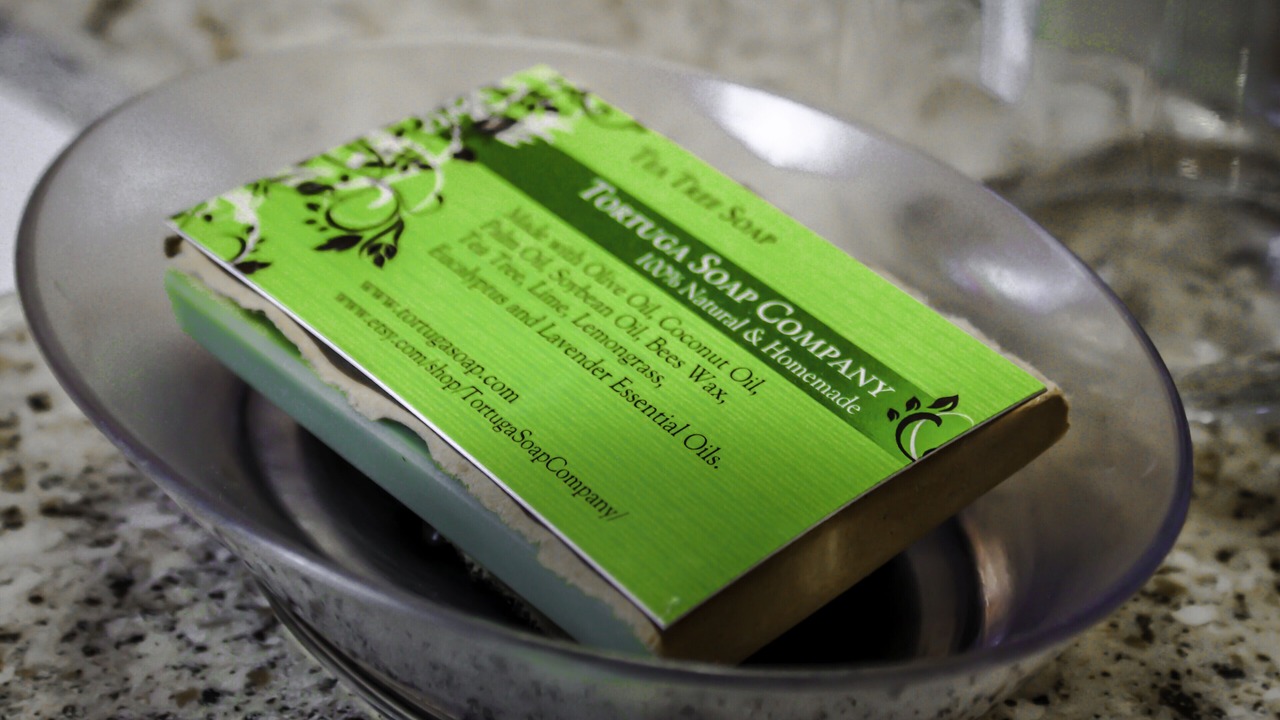 TEA TREE SOAP
TORTUGA SOAP COMPANY
100% Natural & Homemade
Made with Olive Oil, Coconut Oil,
Palm Oil, Soybean Oil, Bees Wax,
Tea Tree, Lime, Lemongrass,
Eucalyptus and Lavender Essential Oils.
www.tortugasoap.com
www.etsy.com/shop/TortugaSoapCompany/